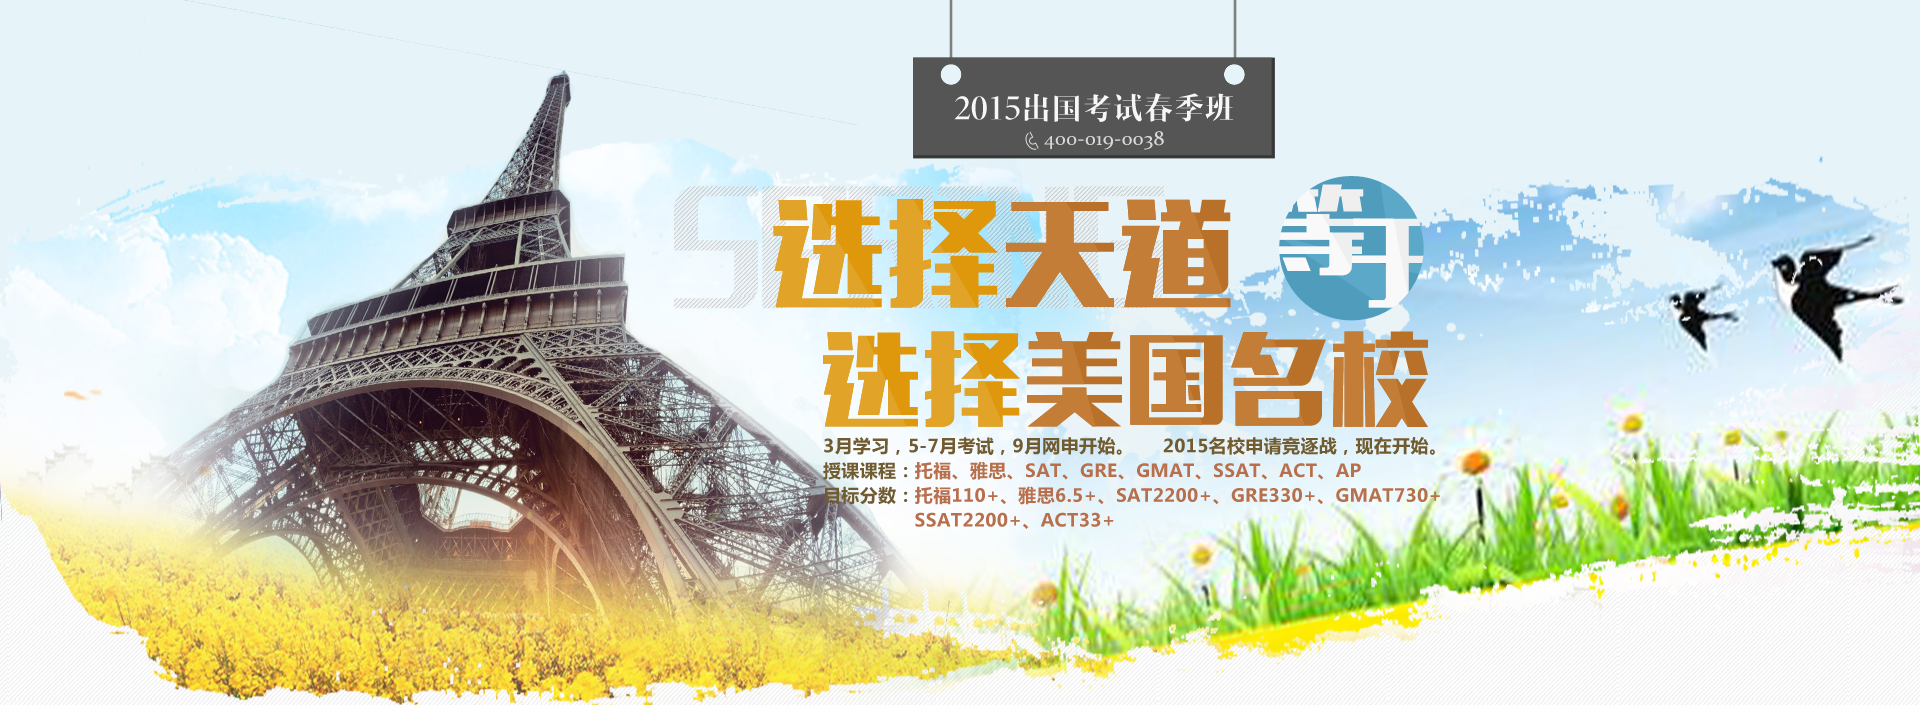 2015出国考试春季班
400-019-0038
选择天道 等于
选择美国名校
3月学习，5-7月考试，9月网申开始。 2015名校申请竞逐战，现在开始。
授课课程：托福、雅思、SAT、GRE、GMAT、SSAT、ACT、AP
目标分数：托福110+、雅思6.5+、SAT2200+、GRE330+、GMAT730+
SSAT2200+、ACT33+